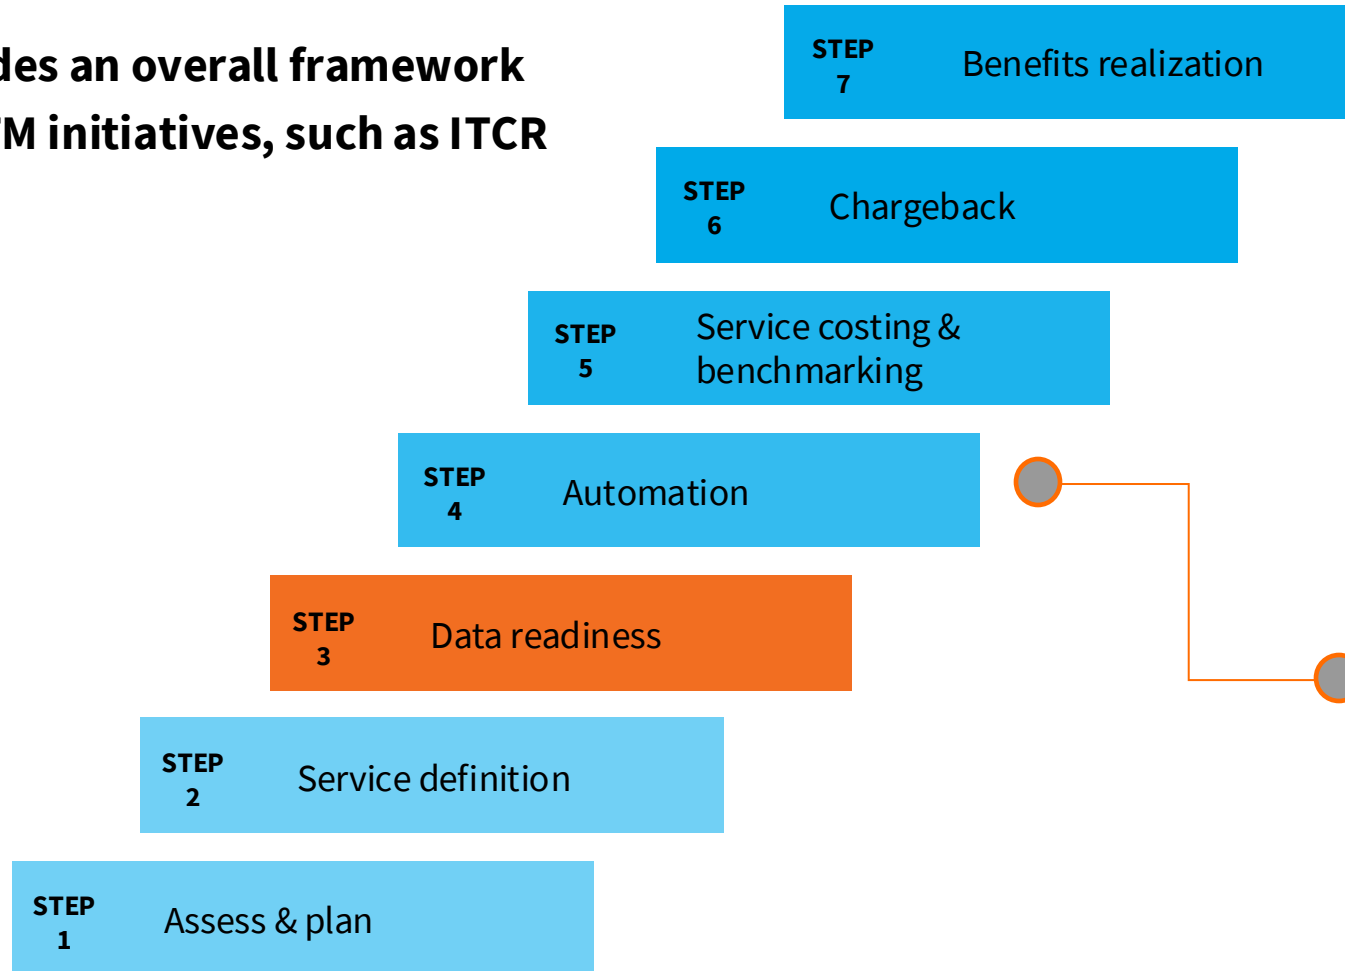 an overall framework
initiatives, such as ITCR
STEP
7
Benefits realization
STEP
6
Chargeback
STEP
5
Service costing &
benchmarking
STEP
4
Automation
STEP
3
Data readiness
STEP
2
Service definition
STEP
1
Assess & plan